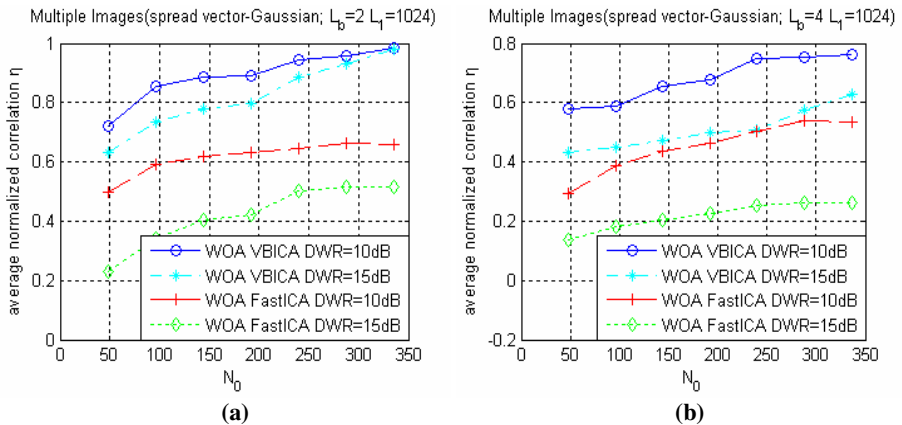 Multiple Images(spread vector-Gaussian; L_b=2 L_1=1024)
average normalized correlation η
1
0.8
0.6
0.4
0.2
0
WOA VBICA DWR=10dB
WOA VBICA DWR=15dB
WOA FastICA DWR=10dB
WOA FastICA DWR=15dB
0 50 100 150 200 250 300 350
N_0
(a)
Multiple Images(spread vector-Gaussian; L_b=4 L_1=1024)
average normalized correlation η
0.8
0.6
0.4
0.2
0
-0.2
WOA VBICA DWR=10dB
WOA VBICA DWR=15dB
WOA FastICA DWR=10dB
WOA FastICA DWR=15dB
0 50 100 150 200 250 300 350
N_0
(b)